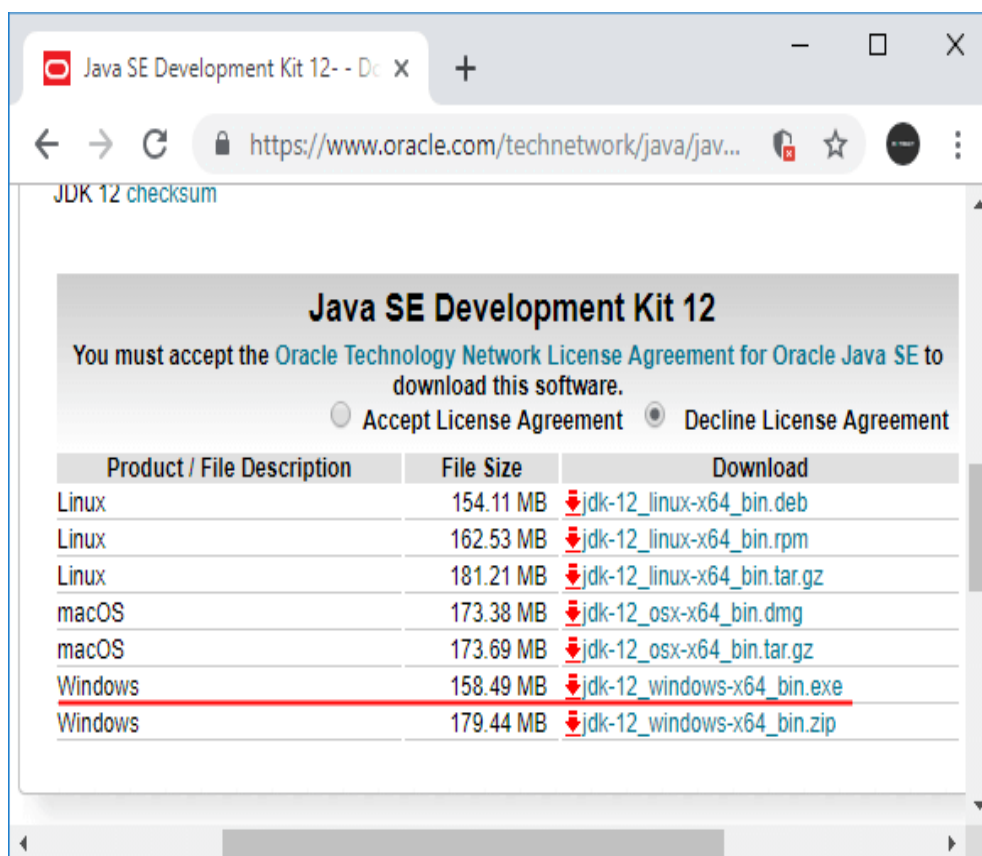 Java SE Development Kit 12- - Do
https://www.oracle.com/technetwork/java/jav...
JDK 12 checksum
Java SE Development Kit 12
You must accept the Oracle Technology Network License Agreement for Oracle Java SE to
download this software.
Accept License Agreement Decline License Agreement
Product / File Description File Size Download
Linux 154.11 MB jdk-12_linux-x64_bin.deb
Linux 162.53 MB jdk-12_linux-x64_bin.rpm
Linux 181.21 MB jdk-12_linux-x64_bin.tar.gz
macOS 173.38 MB jdk-12_osx-x64_bin.dmg
macOS 173.69 MB jdk-12_osx-x64_bin.tar.gz
Windows 158.49 MB jdk-12_windows-x64_bin.exe
Windows 179.44 MB jdk-12_windows-x64_bin.zip